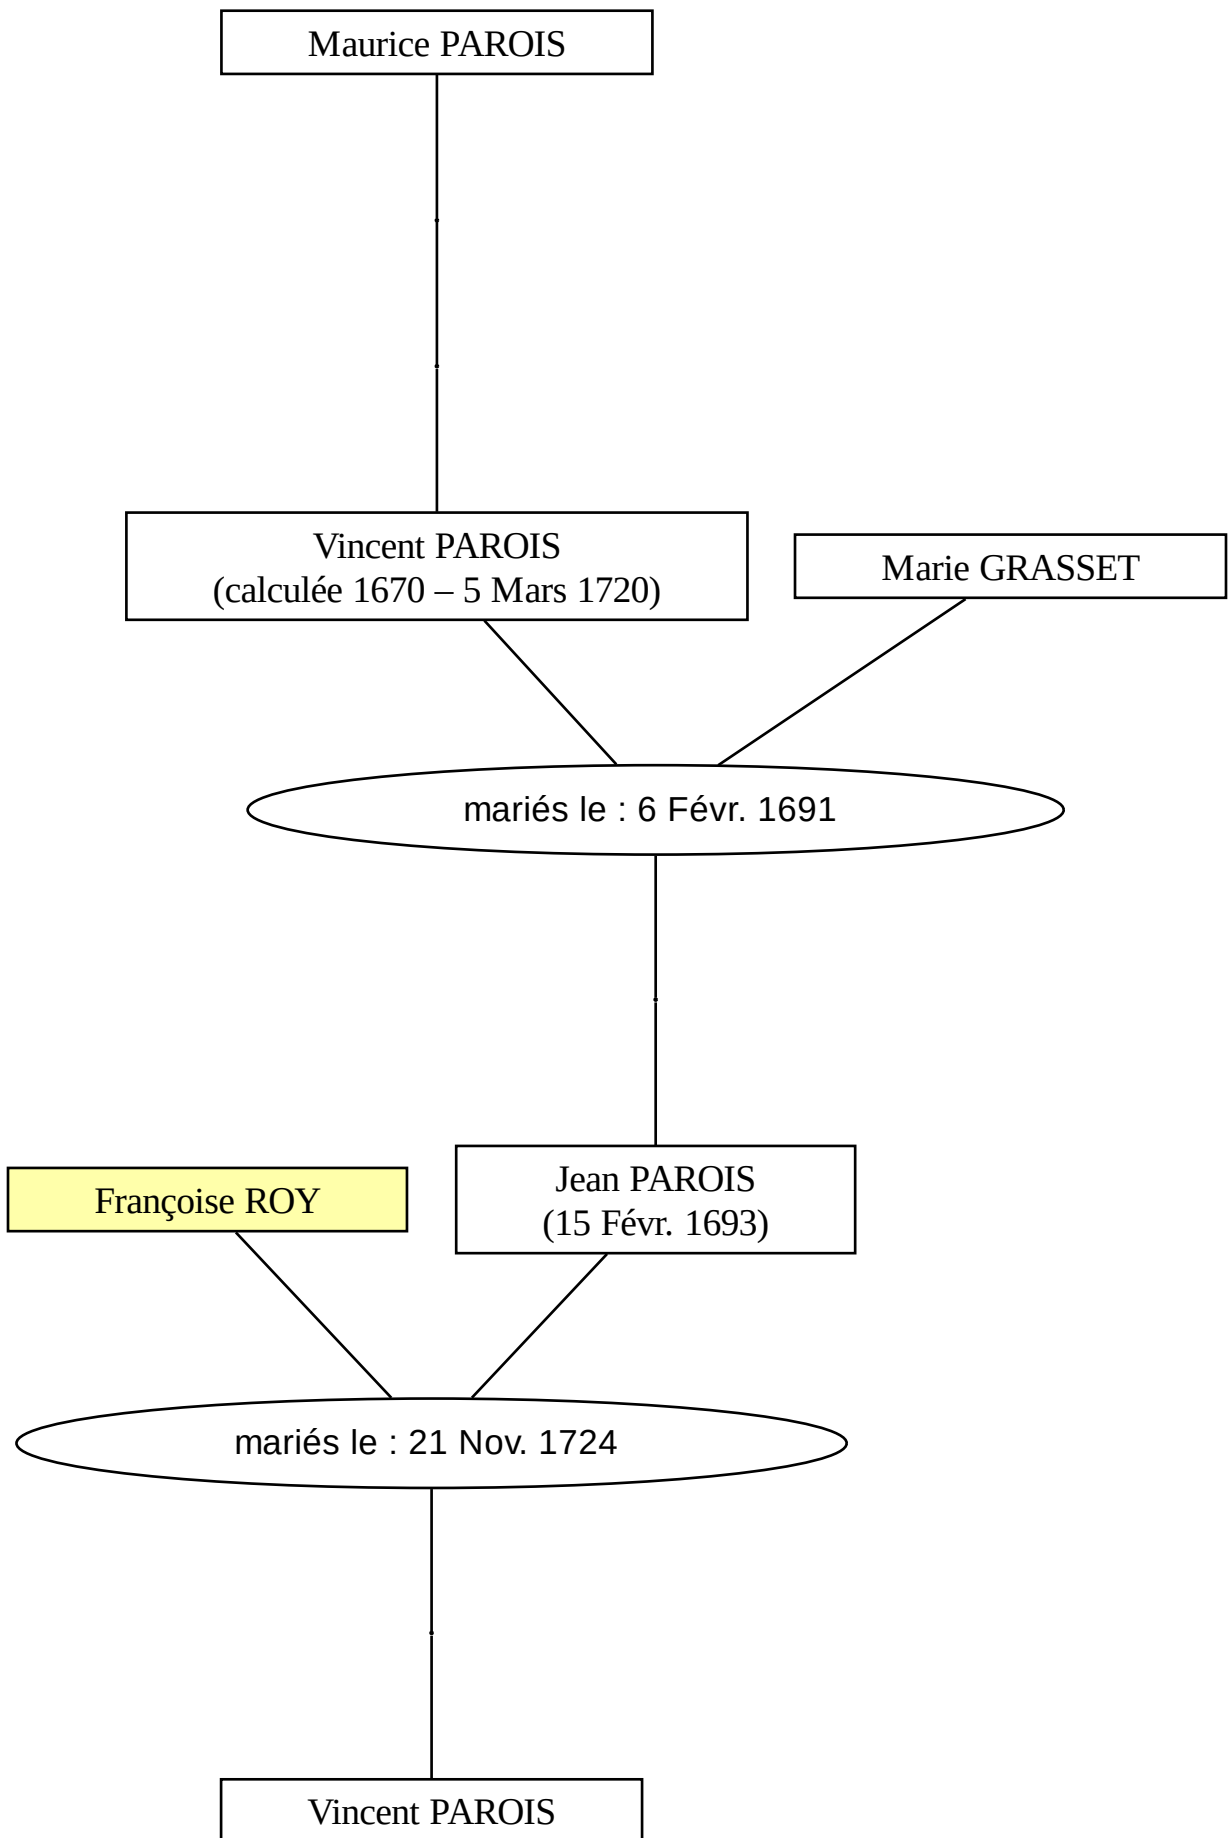 Maurice PAROIS
Vincent PAROIS
(calculée 1670 – 5 Mars 1720)
Marie GRASSET
mariés le : 6 Févr. 1691
Françoise ROY
Jean PAROIS
(15 Févr. 1693)
mariés le : 21 Nov. 1724
Vincent PAROIS